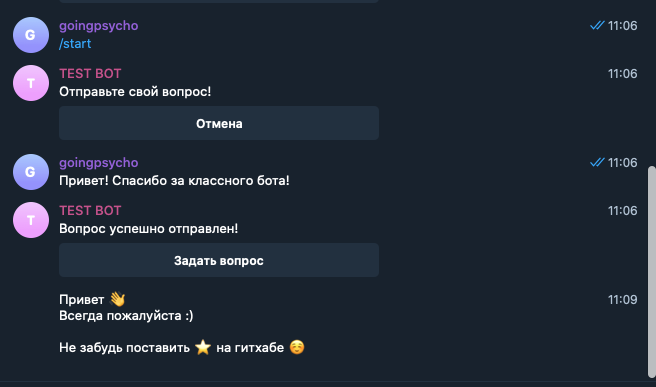 G
goingpsycho
11:06
/start
T
TEST BOT
11:06
Отправьте свой вопрос!
Отмена
G
goingpsycho
11:06
Привет! Спасибо за классного бота!
T
TEST BOT
11:06
Вопрос успешно отправлен!
Задать вопрос
Привет 👋
11:09
Всегда пожалуйста :)
Не забудь поставить ⭐ на гитхабе ☺️